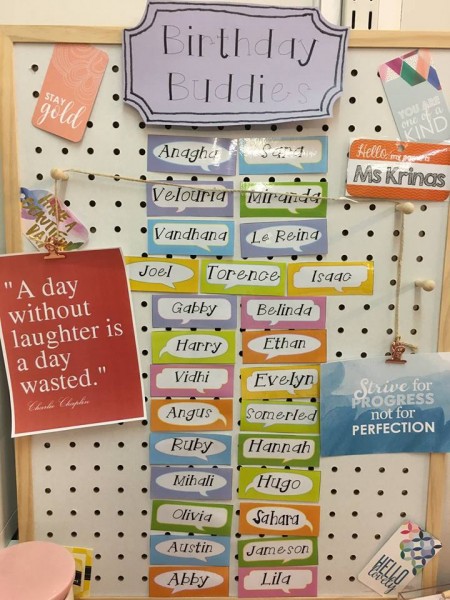 Birthday
Buddies
STAY
gold
YOU ARE
one of a
KIND
Hello, my name is
Ms Krinas
Anagha
Sana
Velouria
Miranda
Vandhana
Le Reina
Joel
Torence
Isaac
Gabby
Belinda
Harry
Ethan
Vidhi
Evelyn
Angus
Somerled
Ruby
Hannah
Mihali
Hugo
Olivia
Sahara
Austin
Jameson
Abby
Lila
"A day
without
laughter is
a day
wasted."
Charlie Chaplin
Strive for
PROGRESS
not for
PERFECTION
HELLO
lovely